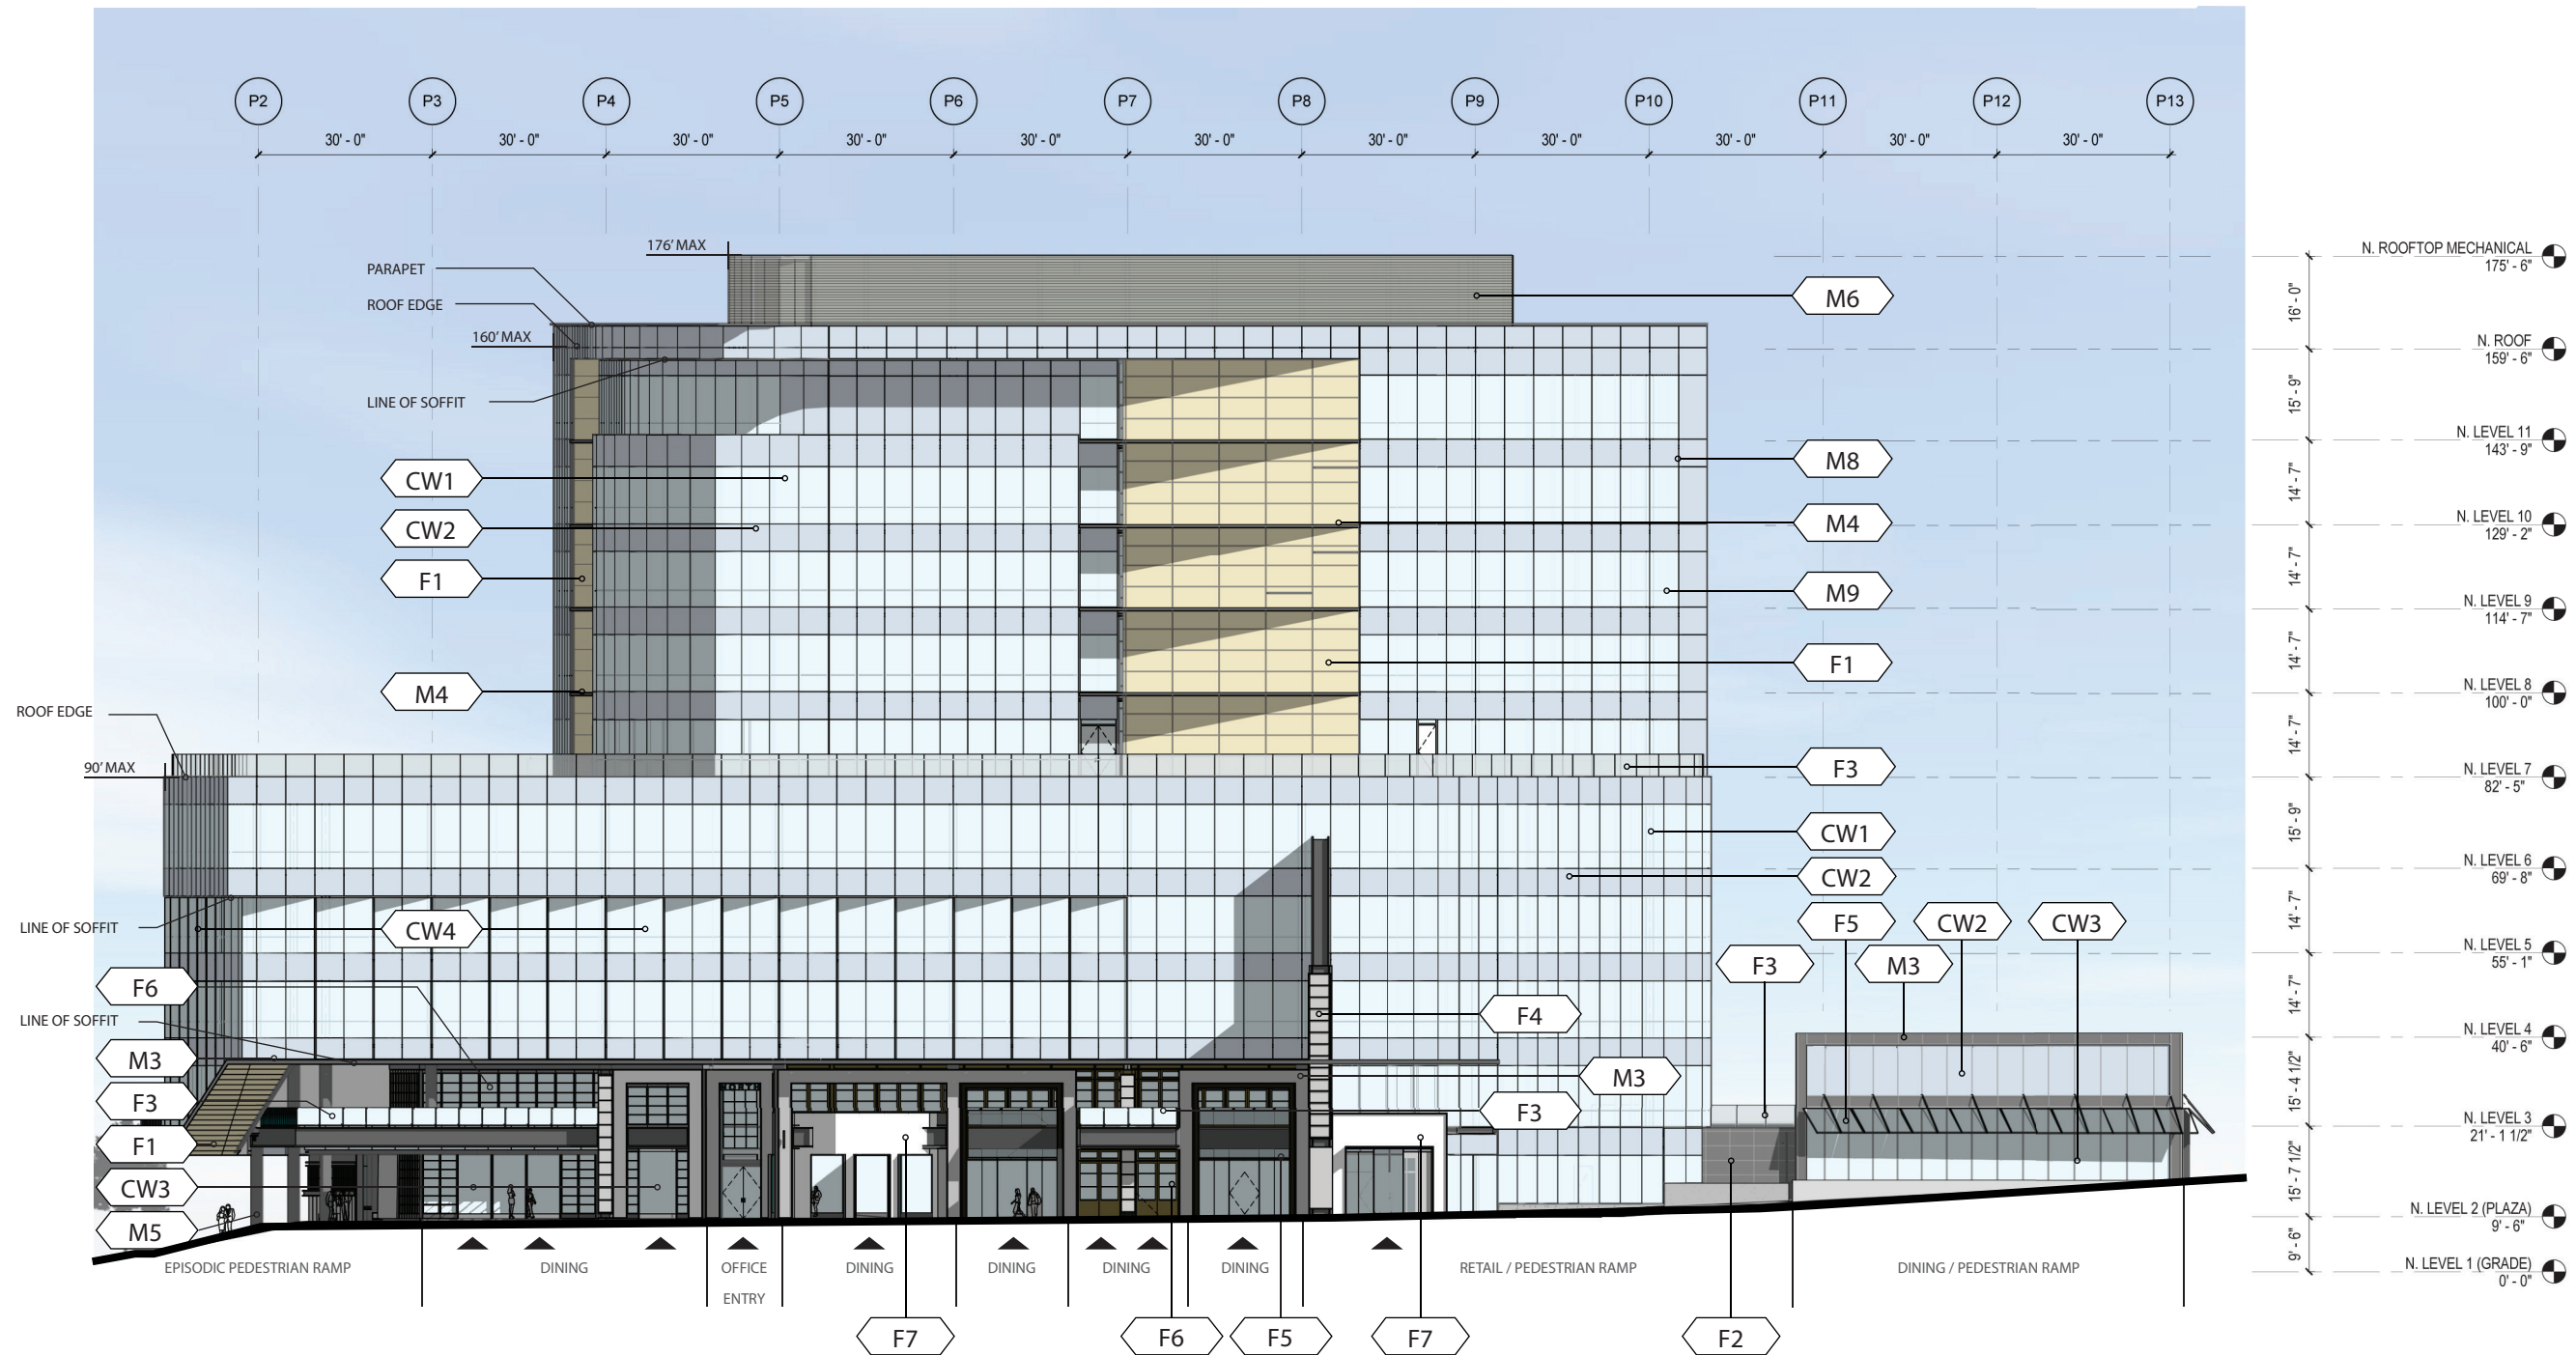 P2 P3 P4 P5 P6 P7 P8 P9 P10 P11 P12 P13
30' - 0" 30' - 0" 30' - 0" 30' - 0" 30' - 0" 30' - 0" 30' - 0" 30' - 0" 30' - 0" 30' - 0" 30' - 0"
176' MAX
PARAPET
ROOF EDGE
160' MAX
LINE OF SOFFIT
CW1
CW2
F1
M4
ROOF EDGE
90' MAX
LINE OF SOFFIT
CW4
F6
LINE OF SOFFIT
M3
F3
F1
CW3
M5
M6
M8
M4
M9
F1
F3
CW1
CW2
F5 CW2 CW3
F3 M3
F4
M3
F3
NORTH
N. ROOFTOP MECHANICAL
175' - 6"
16' - 0"
N. ROOF
159' - 6"
15' - 9"
N. LEVEL 11
143' - 9"
14' - 7"
N. LEVEL 10
129' - 2"
14' - 7"
N. LEVEL 9
114' - 7"
14' - 7"
N. LEVEL 8
100' - 0"
14' - 7"
N. LEVEL 7
82' - 5"
15' - 9"
N. LEVEL 6
69' - 8"
14' - 7"
N. LEVEL 5
55' - 1"
14' - 7"
N. LEVEL 4
40' - 6"
15' - 4 1/2"
N. LEVEL 3
21' - 1 1/2"
15' - 7 1/2"
N. LEVEL 2 (PLAZA)
9' - 6"
9' - 6"
N. LEVEL 1 (GRADE)
0' - 0"
EPISODIC PEDESTRIAN RAMP
DINING
OFFICE
ENTRY
DINING
DINING
DINING
DINING
RETAIL / PEDESTRIAN RAMP
DINING / PEDESTRIAN RAMP
F7 F6 F5 F7 F2